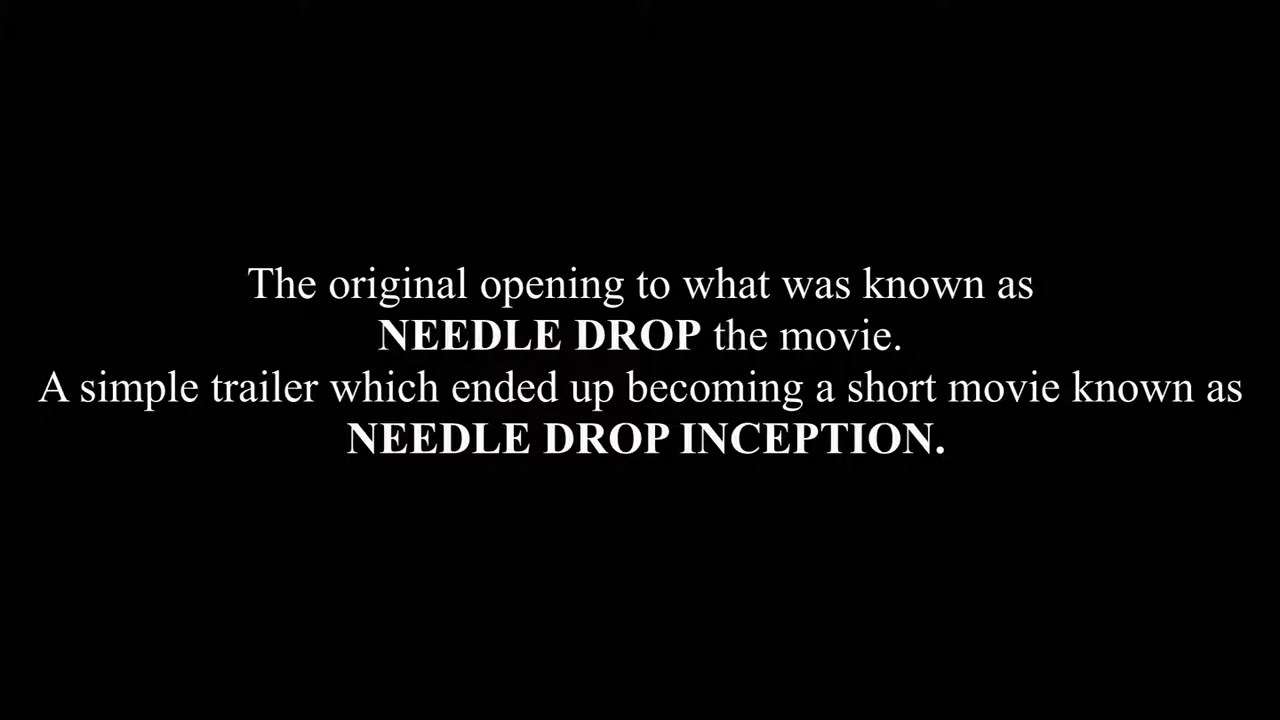 The original opening to what was known as
NEEDLE DROP the movie.
A simple trailer which ended up becoming a short movie known as
NEEDLE DROP INCEPTION.